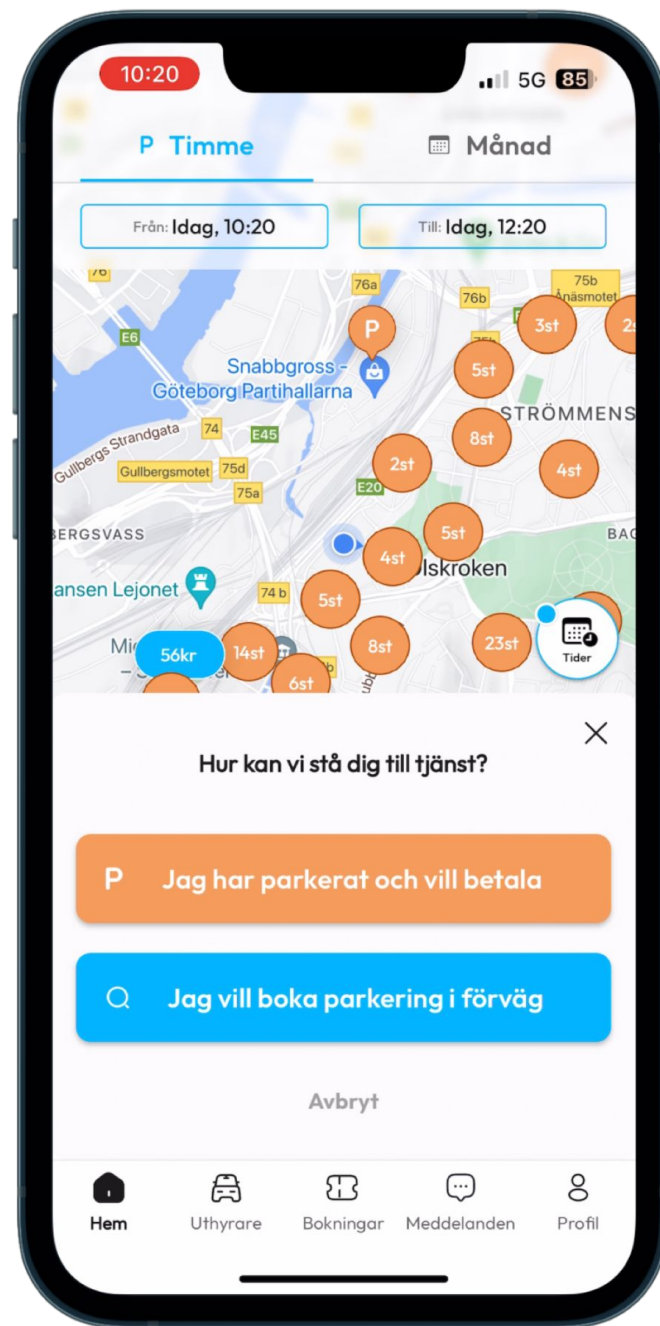 10:20
5G 85
P Timme
Månad
Från: Idag, 10:20
Till: Idag, 12:20
76
76a
75b
Ånäsmotet
76b
E6
P
3st
5st
Snabbgross -
Göteborg Partihallarna
STRÖMMENS
74
E45
8st
Gullbergs Strandgata
Gullbergsmotet
75d
2st
4st
75a
E20
BERGSVASS
5st
BAC
4st
lskroken
ansen Lejonet
74 b
5st
56kr
14st
8st
23st
Tider
6st
Hur kan vi stå dig till tjänst?
P Jag har parkerat och vill betala
Jag vill boka parkering i förväg
Avbryt
Hem
Uthyrare
Bokningar
Meddelanden
Profil